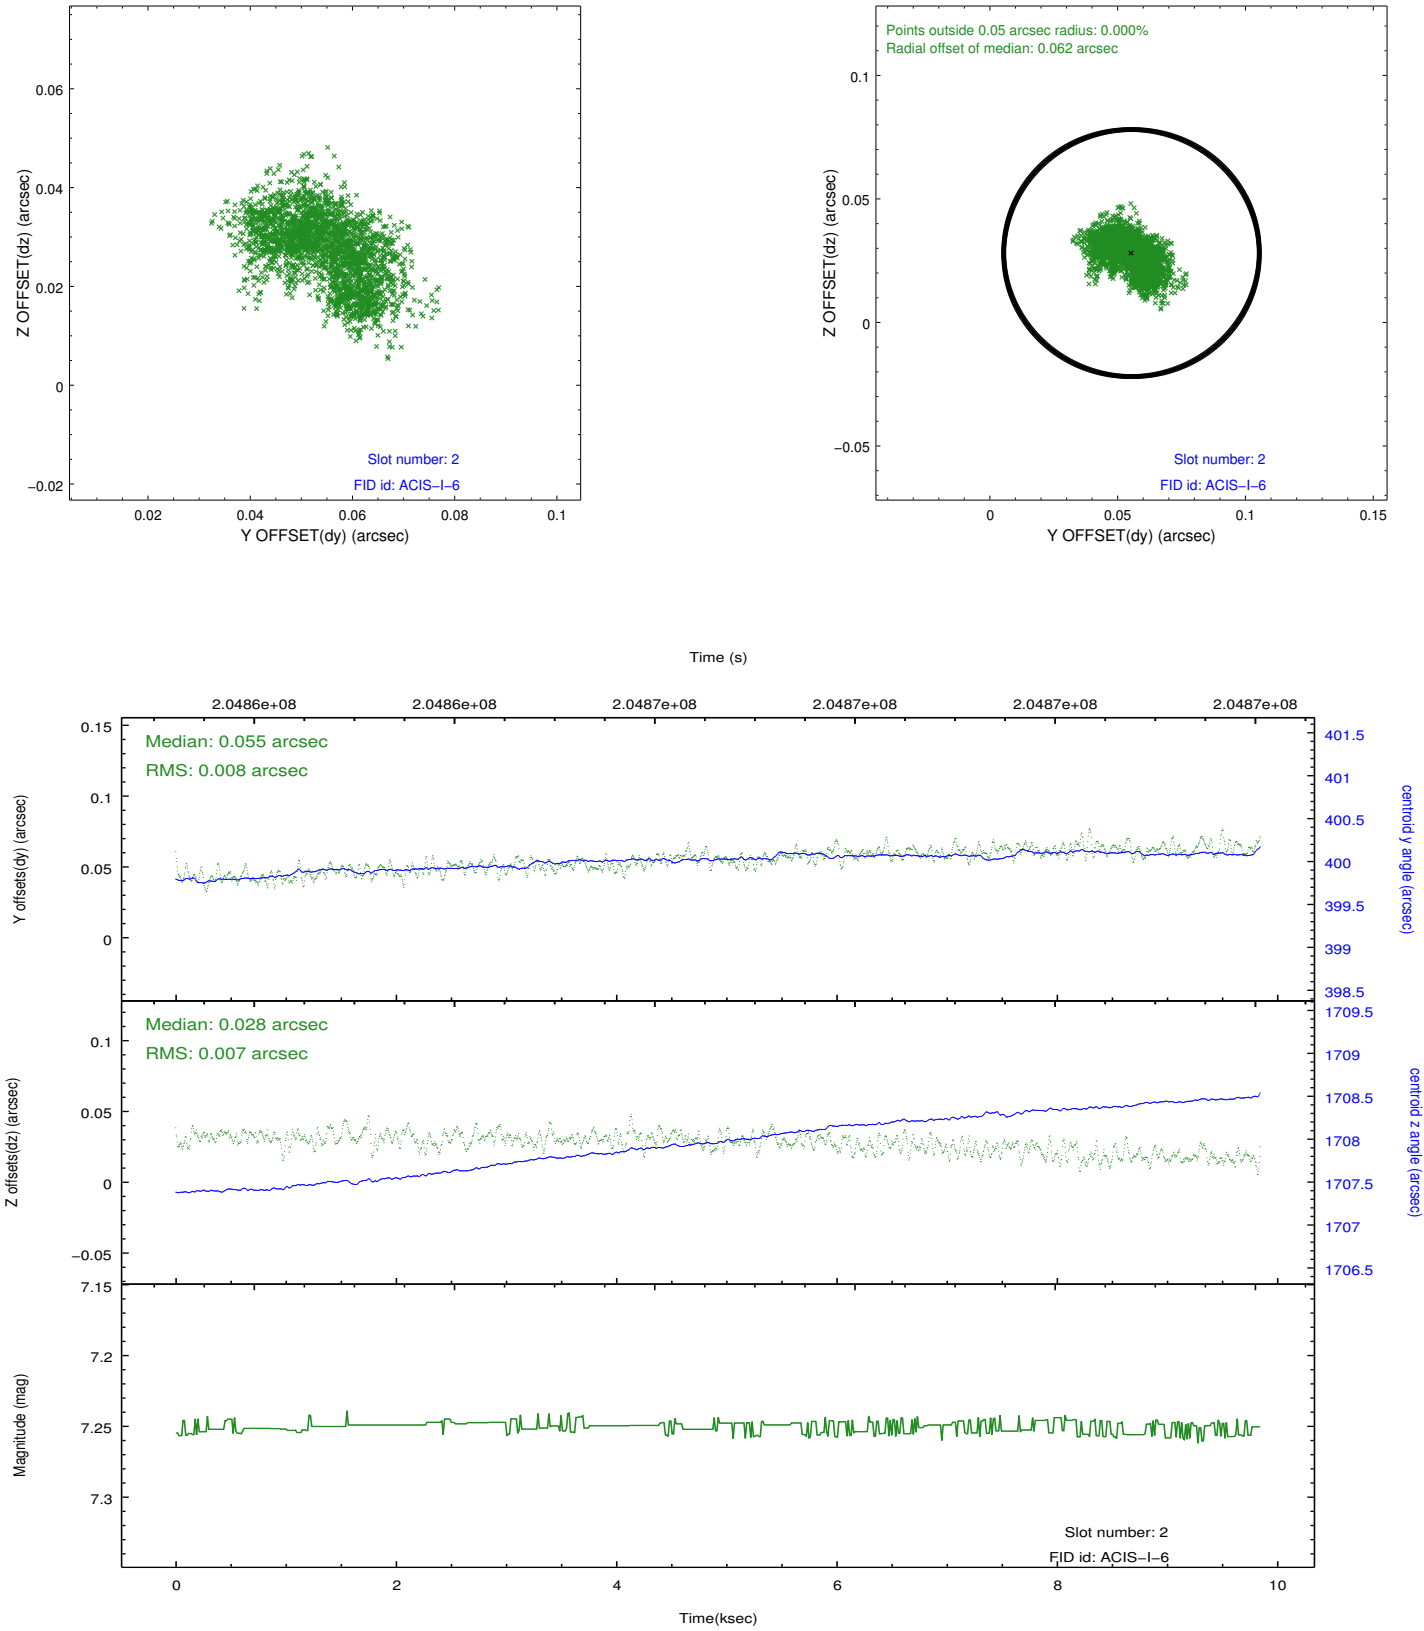 0.06
0.04
0.02
0
−0.02
Z OFFSET(dz) (arcsec)
Slot number: 2
FID id: ACIS−I−6
0.02
0.04
0.06
0.08
0.1
Y OFFSET(dy) (arcsec)
Points outside 0.05 arcsec radius: 0.000%
Radial offset of median: 0.062 arcsec
0.1
0.05
0
−0.05
Z OFFSET(dz) (arcsec)
Slot number: 2
FID id: ACIS−I−6
0
0.05
0.1
0.15
Y OFFSET(dy) (arcsec)
Time (s)
2.0486e+08
2.0486e+08
2.0487e+08
2.0487e+08
2.0487e+08
2.0487e+08
0.15
0.1
0.05
0
Y offsets(dy) (arcsec)
Median: 0.055 arcsec
RMS: 0.008 arcsec
401.5
401
400.5
400
399.5
399
398.5
centroid y angle (arcsec)
0.1
0.05
0
−0.05
Z offsets(dz) (arcsec)
Median: 0.028 arcsec
RMS: 0.007 arcsec
1709.5
1709
1708.5
1708
1707.5
1707
1706.5
centroid z angle (arcsec)
7.15
7.2
7.25
7.3
Magnitude (mag)
Slot number: 2
FID id: ACIS−I−6
0
2
4
6
8
10
Time(ksec)